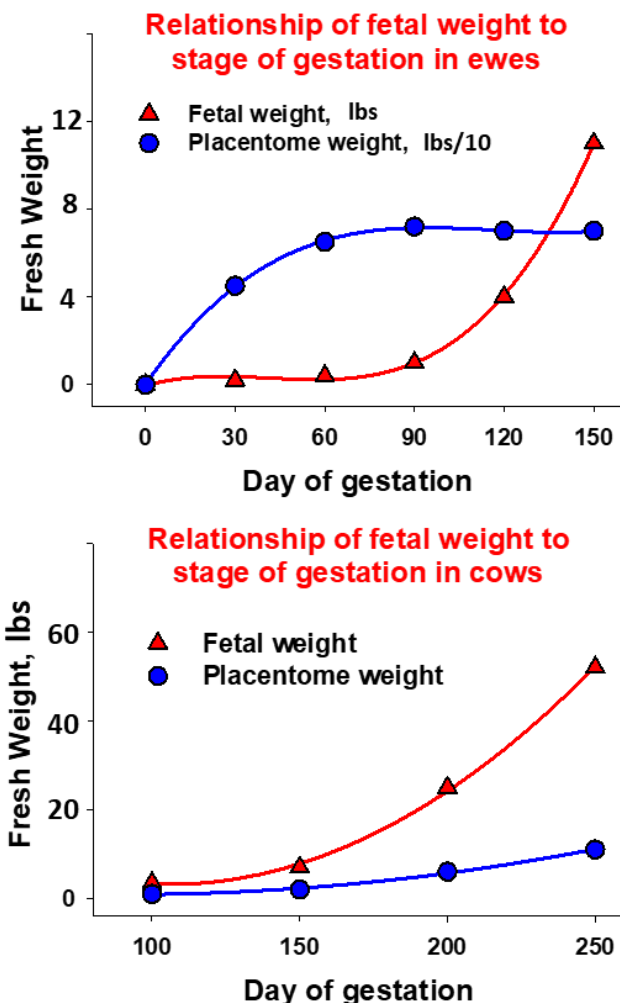 Relationship of fetal weight to
stage of gestation in ewes
Fetal weight, lbs
Placentome weight, lbs/10
Fresh Weight
12
8
4
0
0 30 60 90 120 150
Day of gestation
Relationship of fetal weight to
stage of gestation in cows
Fetal weight
Placentome weight
Fresh Weight, lbs
60
40
20
0
100 150 200 250
Day of gestation